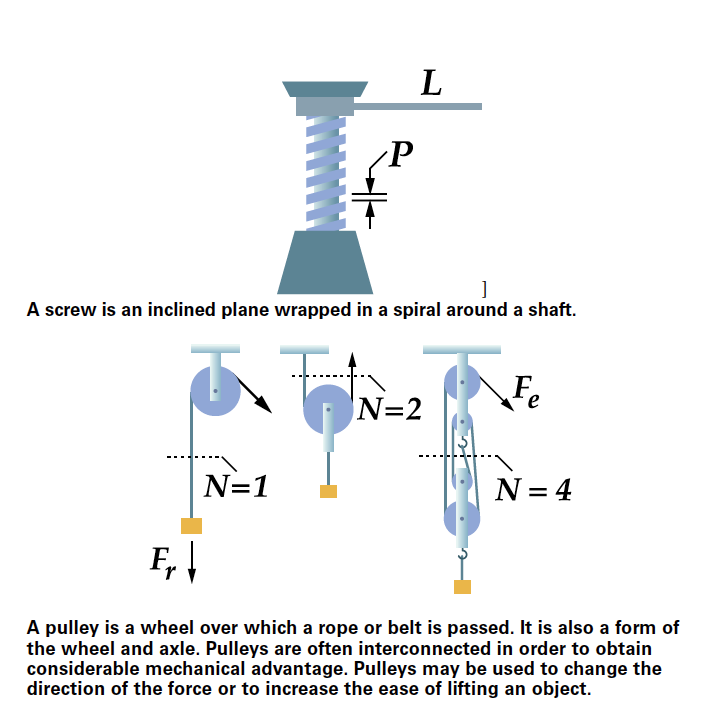 L
P
]
A screw is an inclined plane wrapped in a spiral around a shaft.
Fe
N=2
N=1
N = 4
Fr
A pulley is a wheel over which a rope or belt is passed. It is also a form of
the wheel and axle. Pulleys are often interconnected in order to obtain
considerable mechanical advantage. Pulleys may be used to change the
direction of the force or to increase the ease of lifting an object.